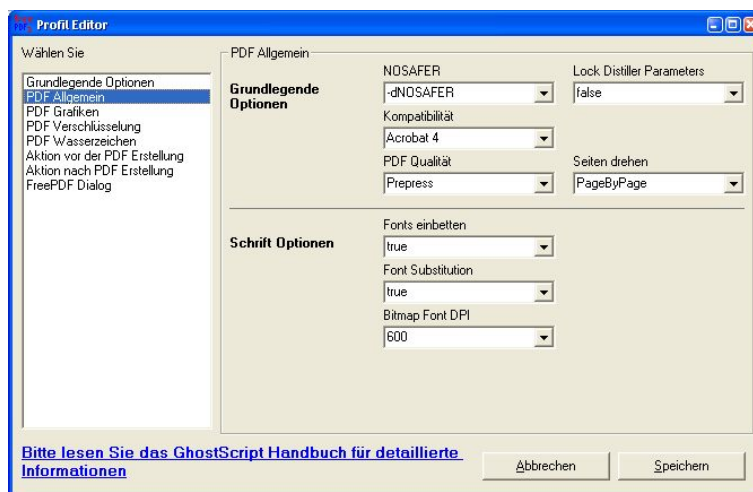 Profil Editor
Wählen Sie
Grundlegende Optionen
PDF Allgemein
PDF Grafiken
PDF Verschlüsselung
PDF Wasserzeichen
Aktion vor der PDF Erstellung
Aktion nach PDF Erstellung
FreePDF Dialog
PDF Allgemein
Grundlegende
Optionen
NOSAFER
-dNOSAFER
Lock Distiller Parameters
false
Kompatibilität
Acrobat 4
PDF Qualität
Prepress
Seiten drehen
PageByPage
Schrift Optionen
Fonts einbetten
true
Font Substitution
true
Bitmap Font DPI
600
Bitte lesen Sie das GhostScript Handbuch für detaillierte
Informationen
Abbrechen
Speichern